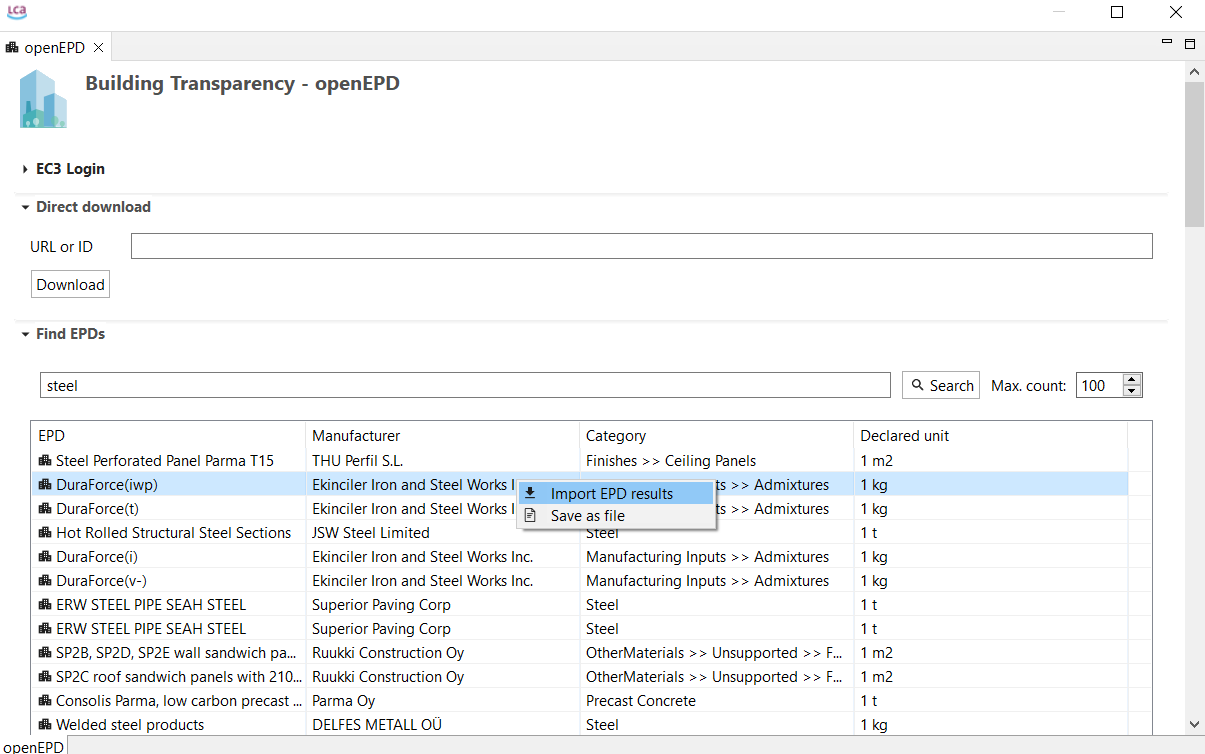 LCA
openEPD
Building Transparency - openEPD
EC3 Login
Direct download
URL or ID
Download
Find EPDs
steel Search Max. count: 100
EPD Manufacturer Category Declared unit
Steel Perforated Panel Parma T15 THU Perfil S.L. Finishes >> Ceiling Panels 1 m2
DuraForce(iwp) Ekinciler Iron and Steel Works >> Admixtures 1 kg
Import EPD results
DuraForce(t) Ekinciler Iron and Steel Works >> Admixtures 1 kg
Save as file
Hot Rolled Structural Steel Sections JSW Steel Limited Steel 1 t
DuraForce(i) Ekinciler Iron and Steel Works Inc. Manufacturing Inputs >> Admixtures 1 kg
DuraForce(v-) Ekinciler Iron and Steel Works Inc. Manufacturing Inputs >> Admixtures 1 kg
ERW STEEL PIPE SEAH STEEL Superior Paving Corp Steel 1 t
ERW STEEL PIPE SEAH STEEL Superior Paving Corp Steel 1 t
SP2B, SP2D, SP2E wall sandwich pa... Ruukki Construction Oy OtherMaterials >> Unsupported >> F... 1 m2
SP2C roof sandwich panels with 210... Ruukki Construction Oy OtherMaterials >> Unsupported >> F... 1 m2
Consolis Parma, low carbon precast ... Parma Oy Precast Concrete 1 t
Welded steel products DELFES METALL OÜ Steel 1 kg
openEPD